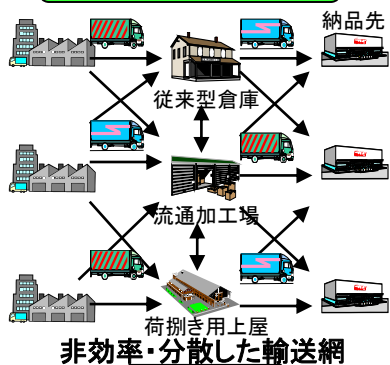 納品先
従来型倉庫
流通加工場
荷捌き用上屋
非効率・分散した輸送網